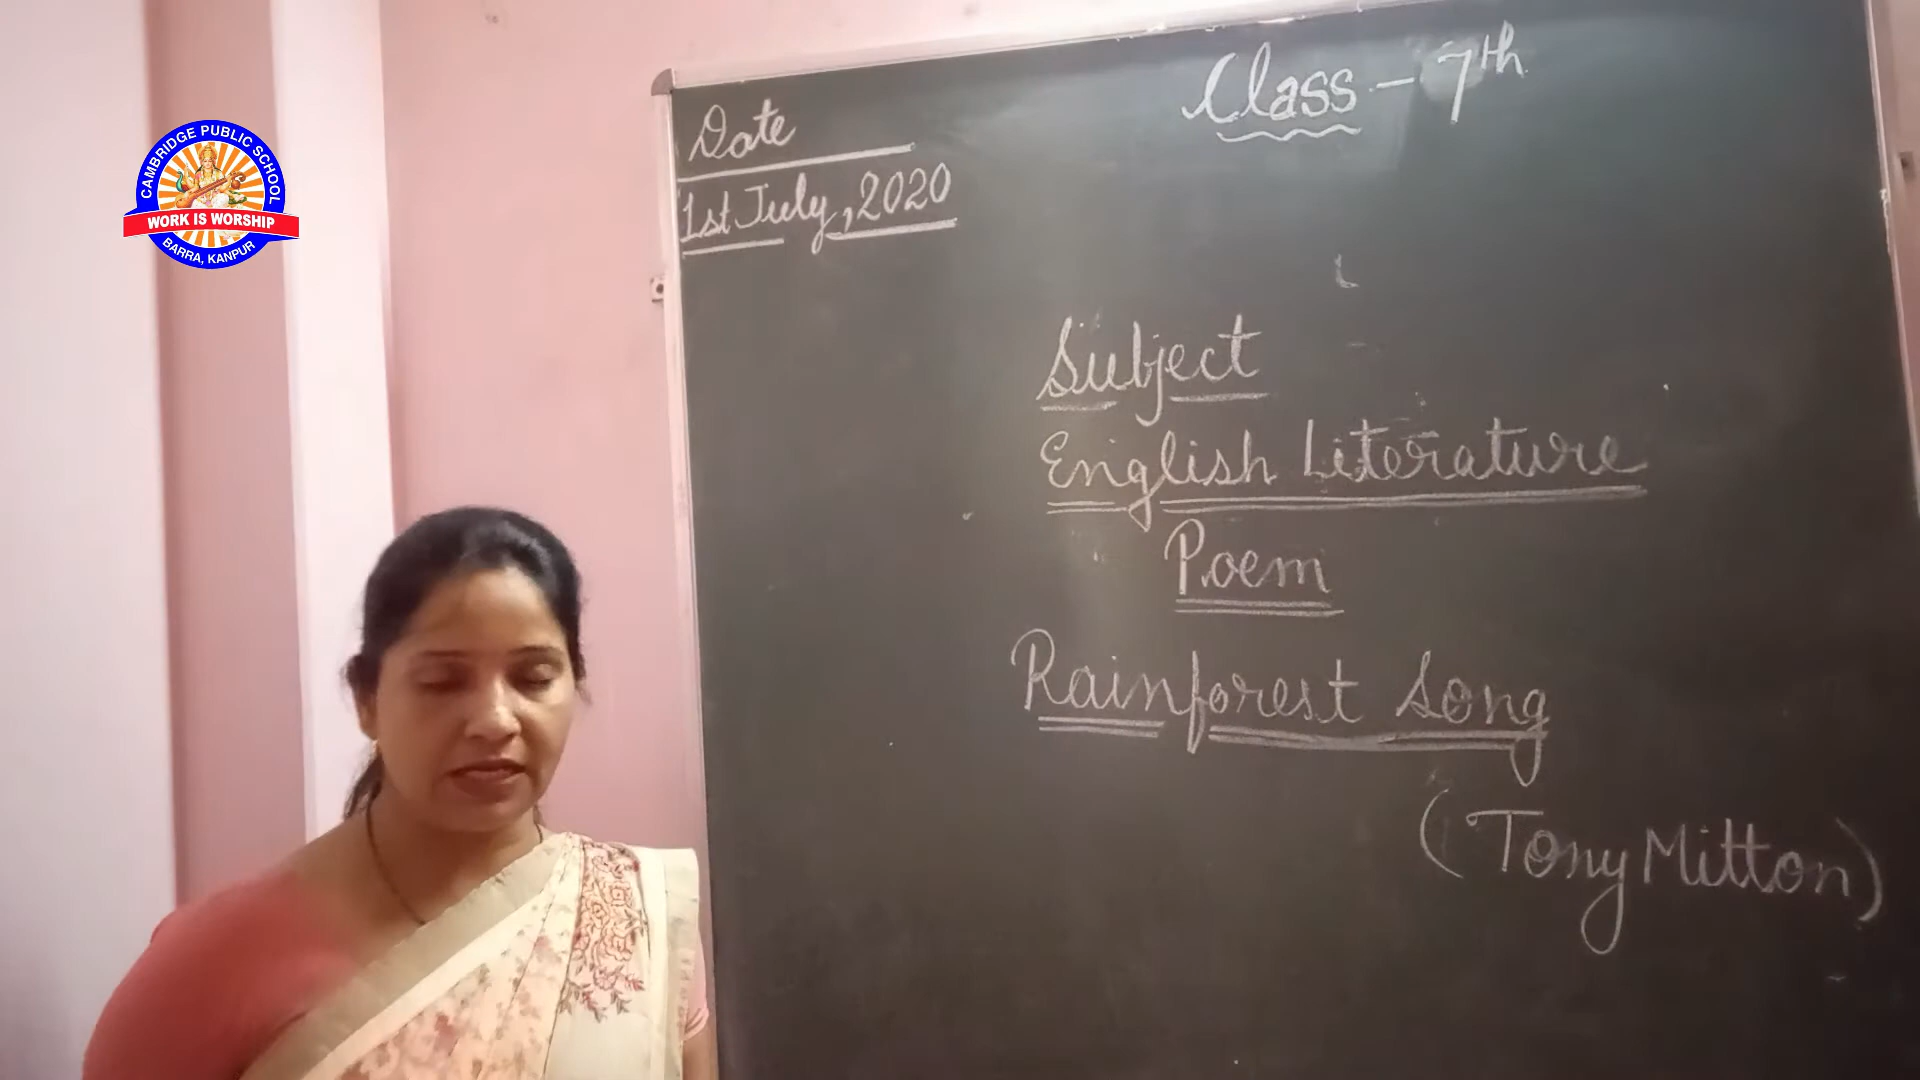 CAMBRIDGE PUBLIC SCHOOL
WORK IS WORSHIP
BARRA, KANPUR
Class - 7th
Date
1st July, 2020
Subject
English Literature
Poem
Rainforest Song
(Tony Mitton)